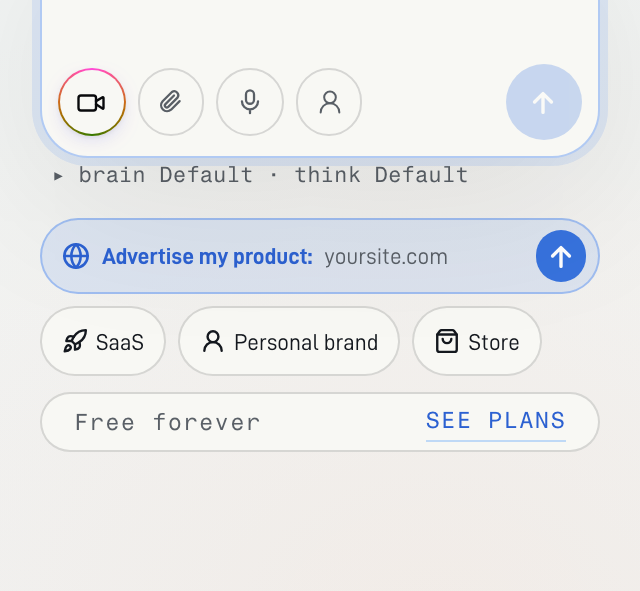 ▸ brain Default · think Default
Advertise my product: yoursite.com
SaaS Personal brand Store
Free forever SEE PLANS